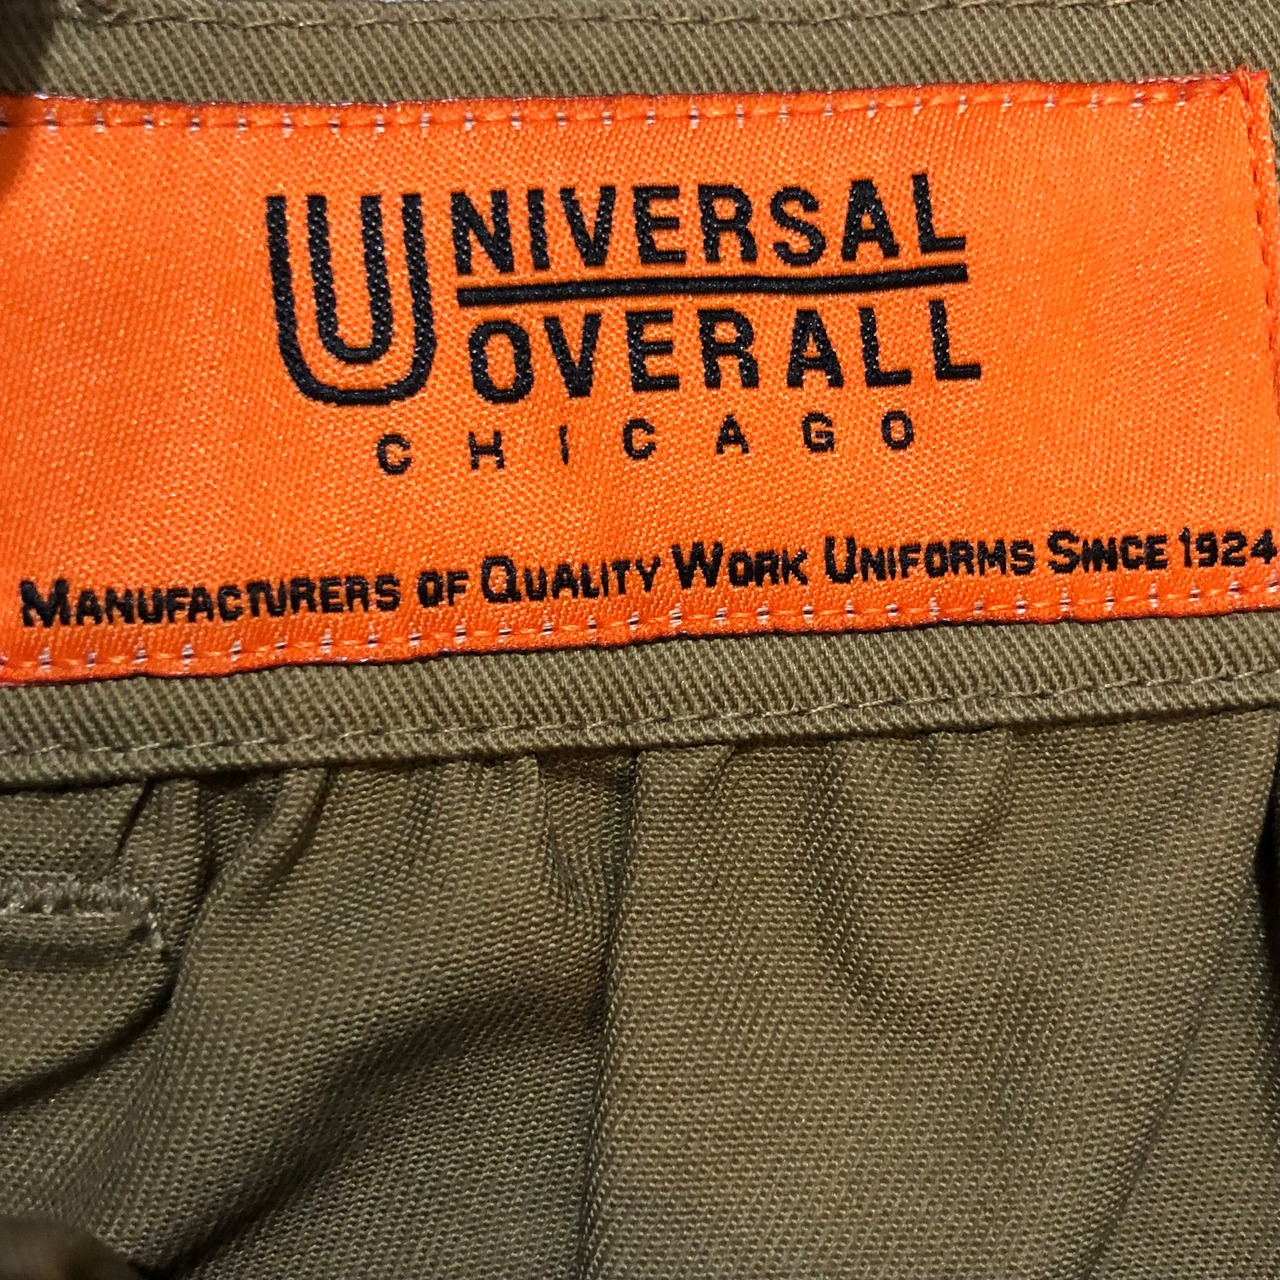 UNIVERSAL
OVERALL
CHICAGO
MANUFACTURERS OF QUALITY WORK UNIFORMS SINCE 1924